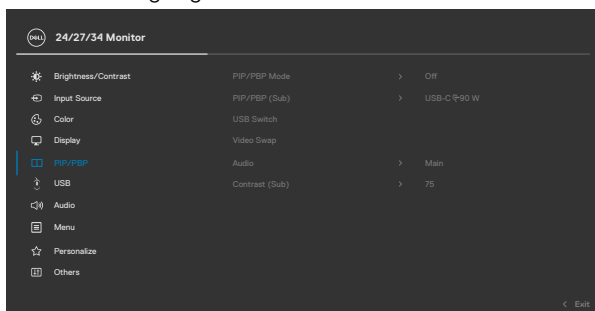 DELL 24/27/34 Monitor
Brightness/Contrast PIP/PBP Mode > Off
Input Source PIP/PBP (Sub) > USB-C 90 W
Color USB Switch
Display Video Swap
PIP/PBP Audio > Main
USB Contrast (Sub) > 75
Audio
Menu
Personalize
Others
< Exit